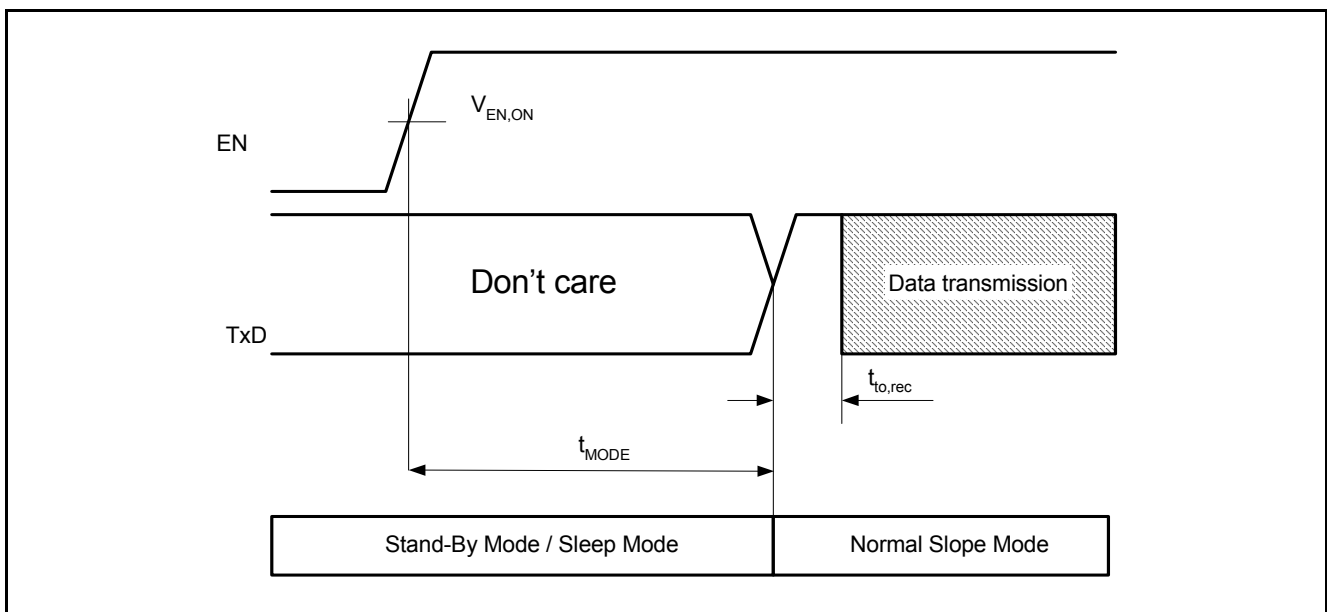 V_EN,ON
EN
Don't care
Data transmission
TxD
t_to,rec
t_MODE
Stand-By Mode / Sleep Mode
Normal Slope Mode